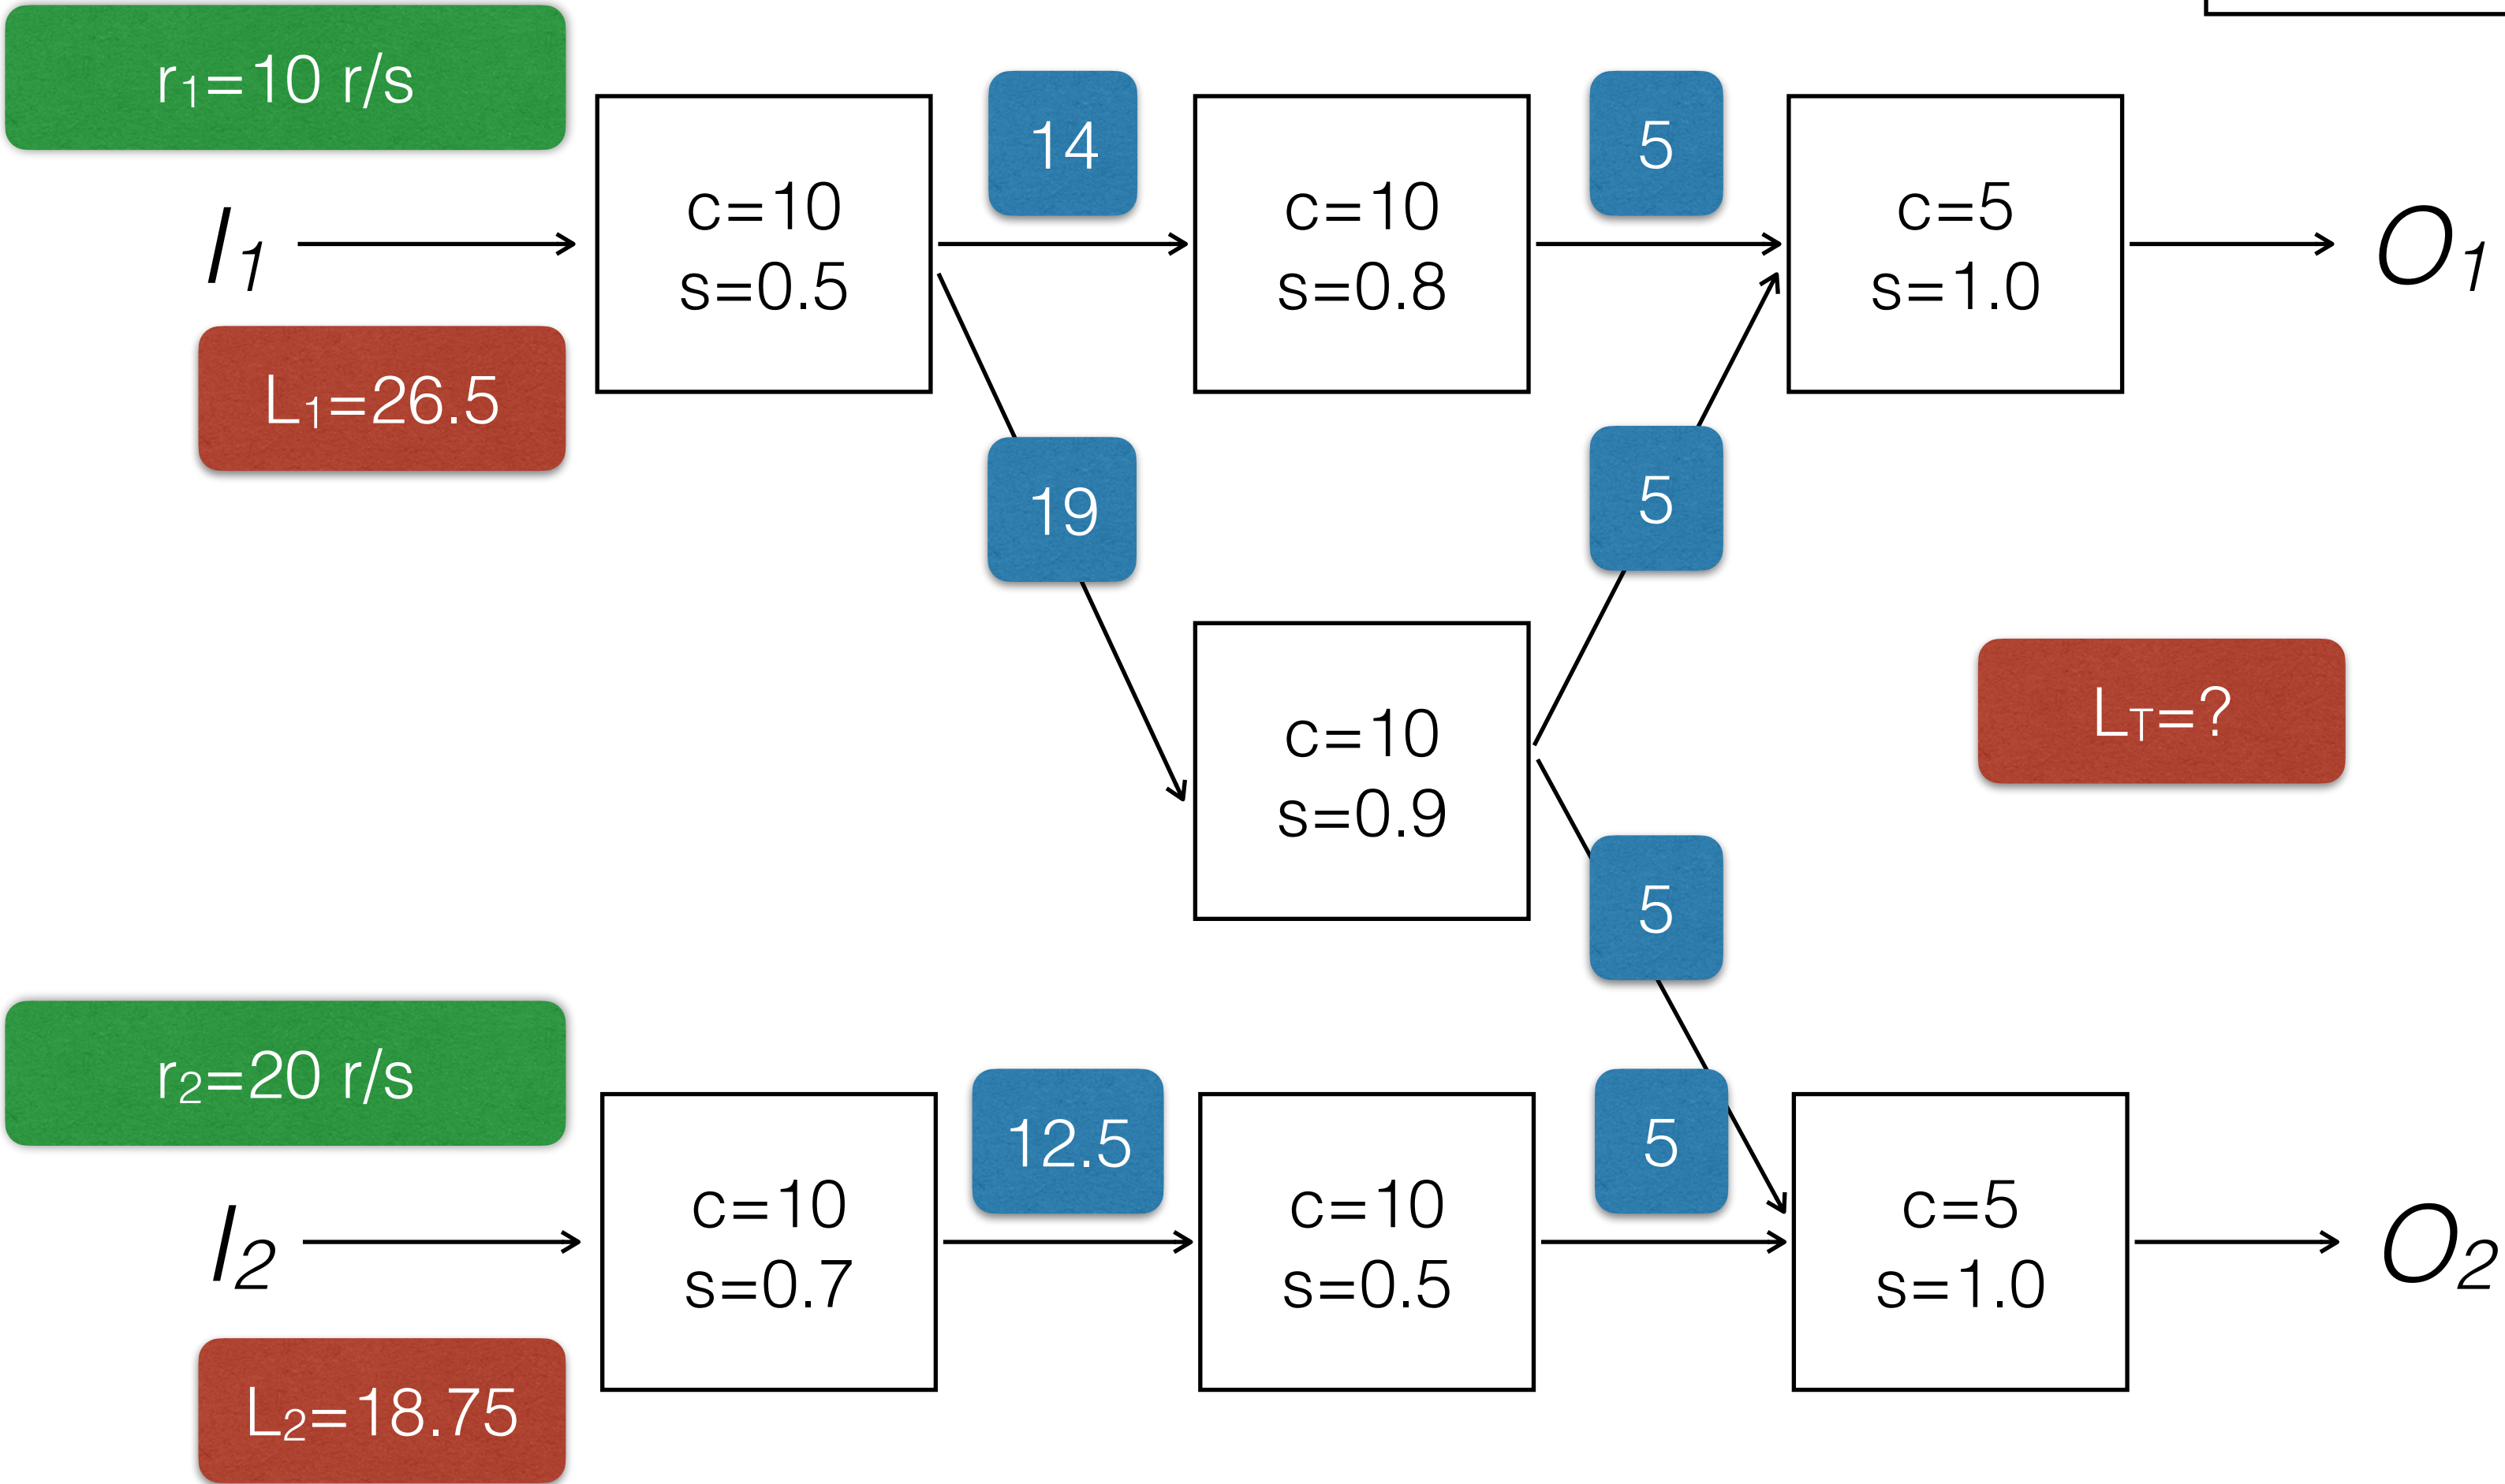 r₁=10 r/s
14
5
c=10
s=0.5
c=10
s=0.8
c=5
s=1.0
I₁
O₁
L₁=26.5
19
5
c=10
s=0.9
L_T=?
5
r₂=20 r/s
12.5
5
c=10
s=0.7
c=10
s=0.5
c=5
s=1.0
I₂
O₂
L₂=18.75